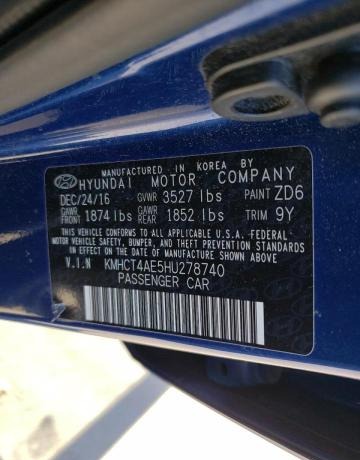 MANUFACTURED IN KOREA BY
HYUNDAI MOTOR COMPANY
DEC/24/16 GVWR 3527 lbs PAINT ZD6
GAWR FRONT 1874 lbs GAWR REAR 1852 lbs TRIM 9Y
THIS VEHICLE CONFORMS TO ALL APPLICABLE U.S.A. FEDERAL
MOTOR VEHICLE SAFETY, BUMPER, AND THEFT PREVENTION STANDARDS
IN EFFECT ON THE DATE OF MANUFACTURE SHOWN ABOVE.
V.I.N KMHCT4AE5HU278740
PASSENGER CAR